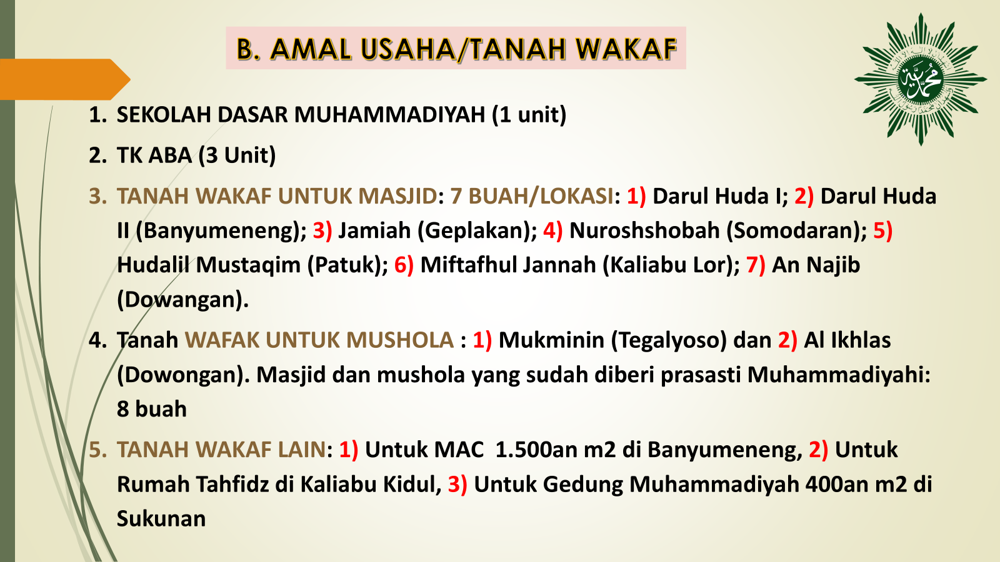 B. AMAL USAHA/TANAH WAKAF
1. SEKOLAH DASAR MUHAMMADIYAH (1 unit)
2. TK ABA (3 Unit)
3. TANAH WAKAF UNTUK MASJID: 7 BUAH/LOKASI: 1) Darul Huda I; 2) Darul Huda
II (Banyumeneng); 3) Jamiah (Geplakan); 4) Nuroshshobah (Somodaran); 5)
Hudalil Mustaqim (Patuk); 6) Miftafhul Jannah (Kaliabu Lor); 7) An Najib
(Dowangan).
4. Tanah WAFAK UNTUK MUSHOLA : 1) Mukminin (Tegalyoso) dan 2) Al Ikhlas
(Dowongan). Masjid dan mushola yang sudah diberi prasasti Muhammadiyahi:
8 buah
5. TANAH WAKAF LAIN: 1) Untuk MAC 1.500an m2 di Banyumeneng, 2) Untuk
Rumah Tahfidz di Kaliabu Kidul, 3) Untuk Gedung Muhammadiyah 400an m2 di
Sukunan